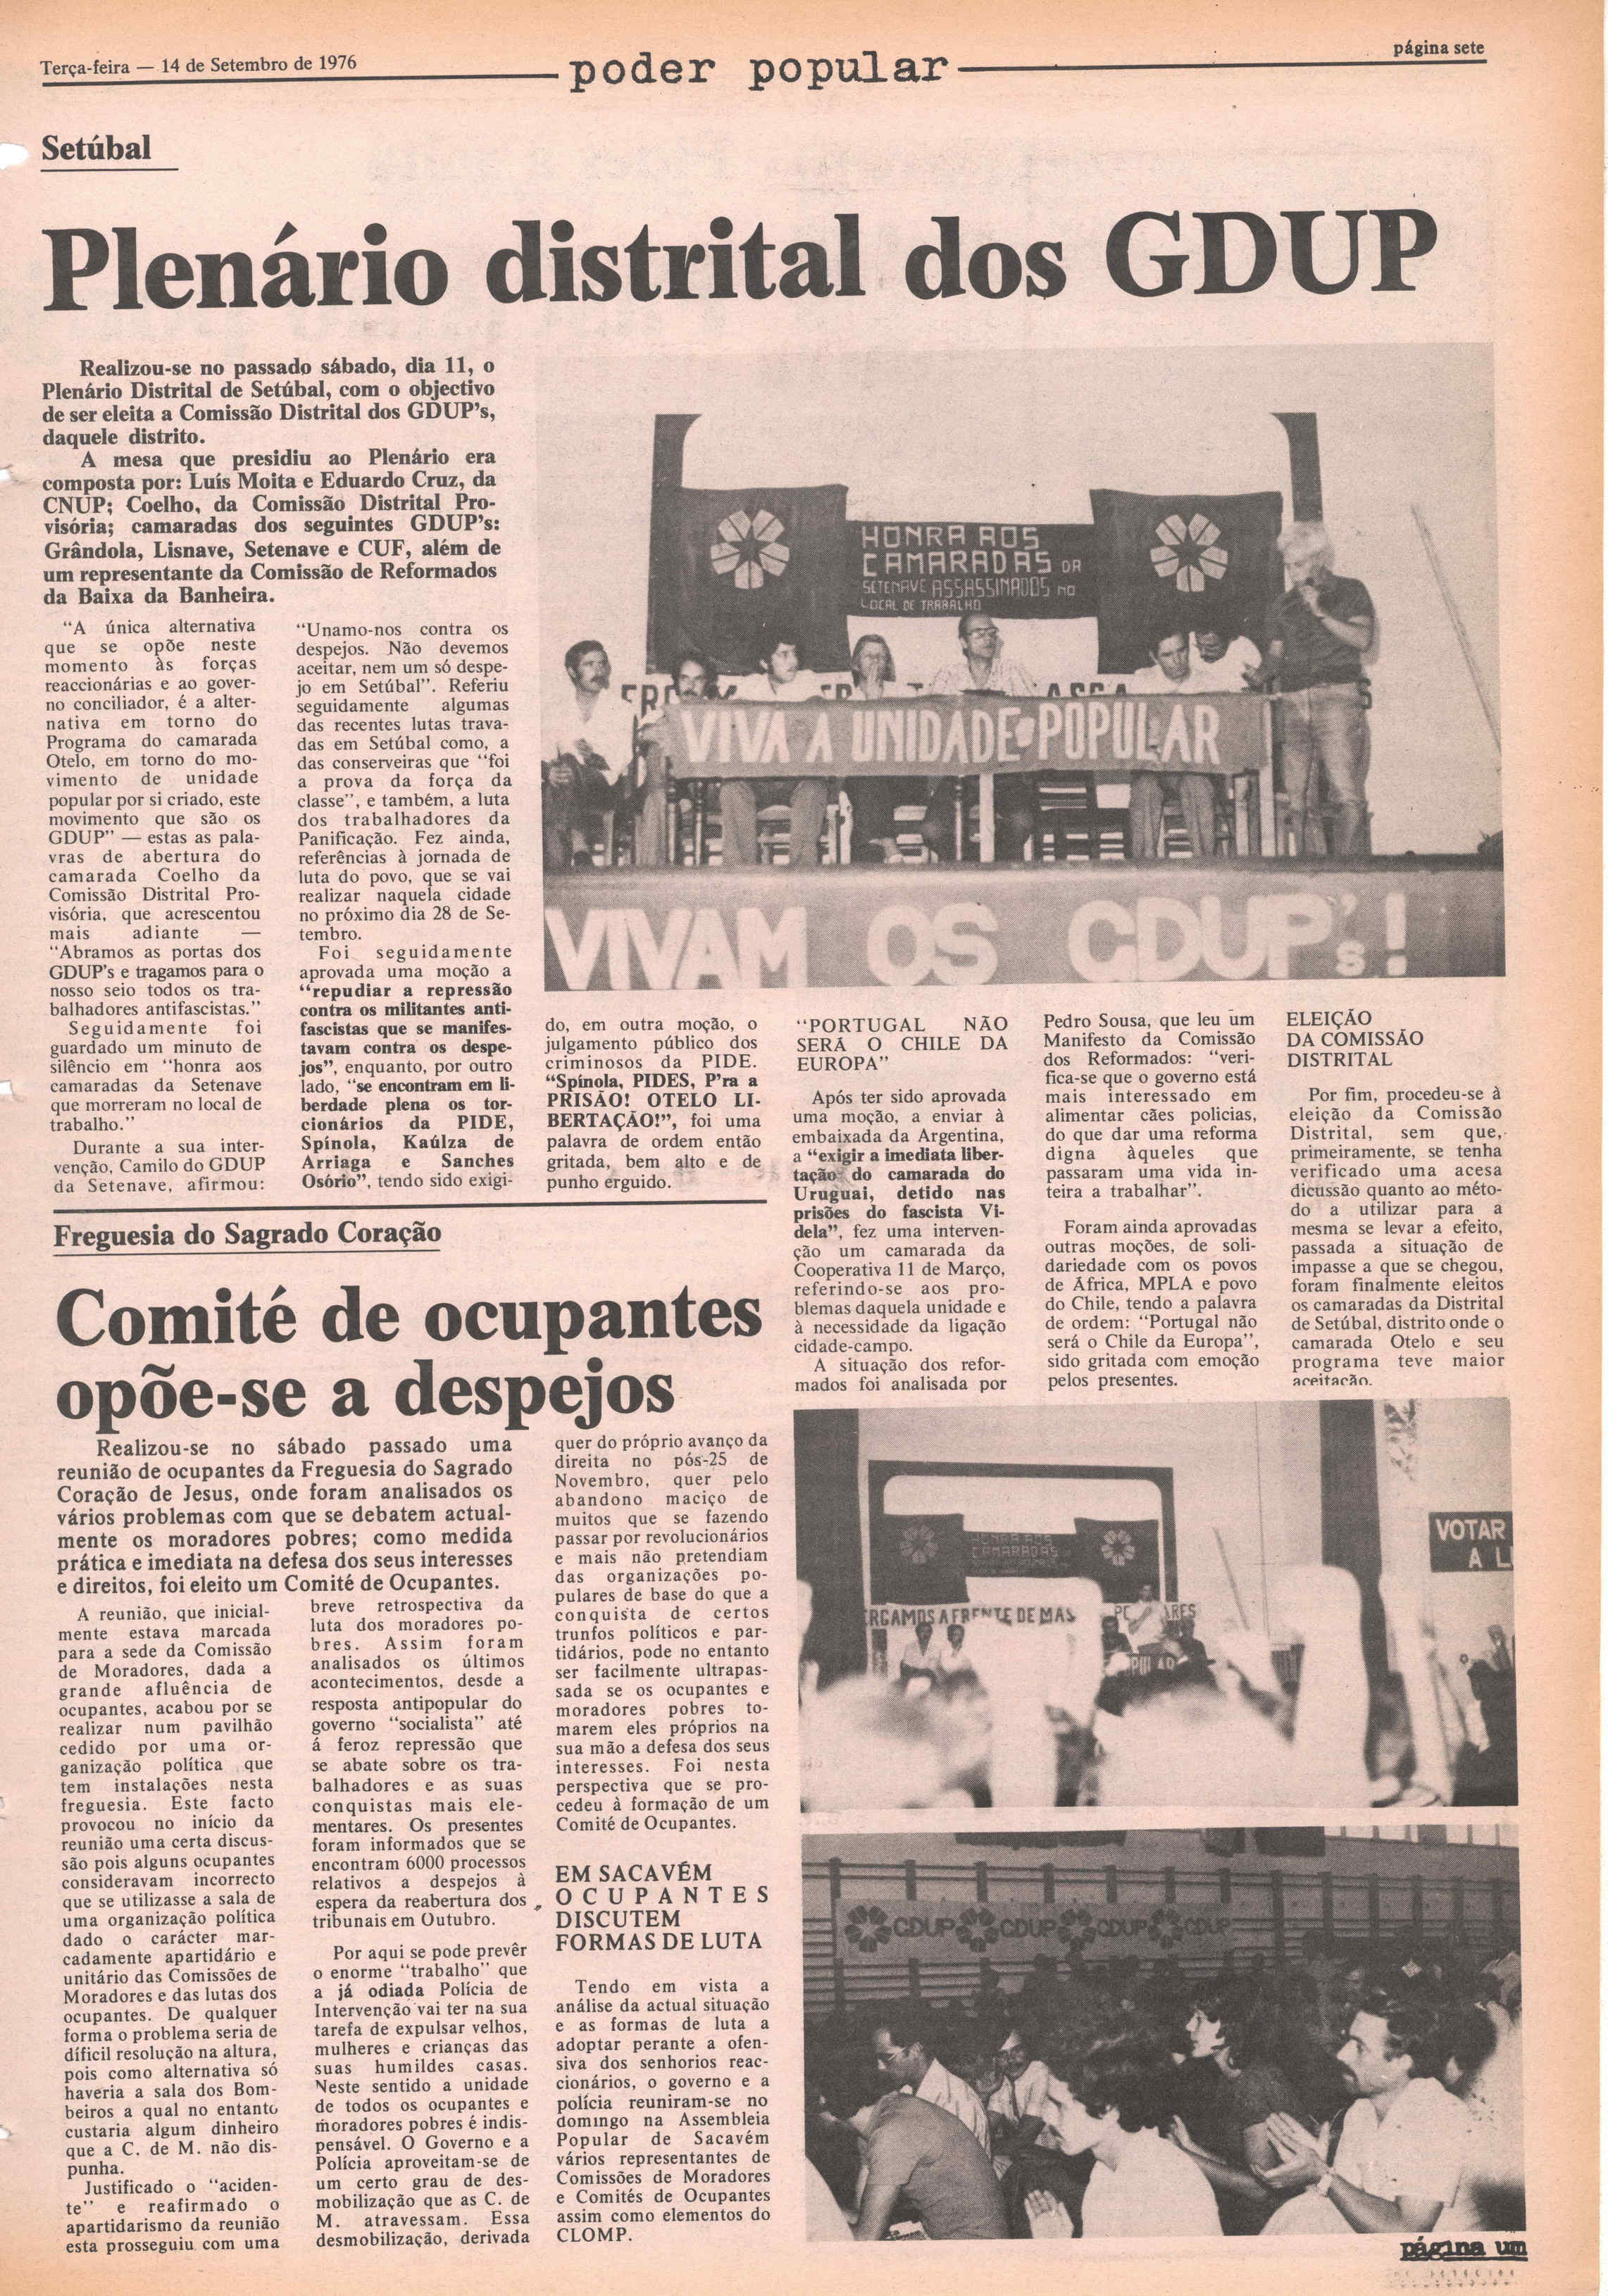 Terça-feira — 14 de Setembro de 1976
poder popular
página sete
Setúbal
Plenário distrital dos GDUP
Realizou-se no passado sábado, dia 11, o
Plenário Distrital de Setúbal, com o objectivo
de ser eleita a Comissão Distrital dos GDUP's,
daquele distrito.
A mesa que presidiu ao Plenário era
composta por: Luís Moita e Eduardo Cruz, da
CNUP; Coelho, da Comissão Distrital Pro-
visória; camaradas dos seguintes GDUP's:
Grândola, Lisnave, Setenave e CUF, além de
um representante da Comissão de Reformados
da Baixa da Banheira.
"A única alternativa
que se opõe neste
momento às forças
reaccionárias e ao gover-
no conciliador, é a alter-
nativa em torno do
Programa do camarada
Otelo, em torno do mo-
vimento de unidade
popular por si criado, este
movimento que são os
GDUP" — estas as pala-
vras de abertura do
camarada Coelho da
Comissão Distrital Pro-
visória, que acrescentou
mais adiante —
"Abramos as portas dos
GDUP's e tragamos para o
nosso seio todos os tra-
balhadores antifascistas."
Seguidamente foi
guardado um minuto de
silêncio em "honra aos
camaradas da Setenave
que morreram no local de
trabalho."
Durante a sua inter-
venção, Camilo do GDUP
da Setenave, afirmou:
"Unamo-nos contra os
despejos. Não devemos
aceitar, nem um só despe-
jo em Setúbal". Referiu
seguidamente algumas
das recentes lutas trava-
das em Setúbal como, a
das conserveiras que "foi
a prova da força da
classe", e também, a luta
dos trabalhadores da
Panificação. Fez ainda,
referências à jornada de
luta do povo, que se vai
realizar naquela cidade
no próximo dia 28 de Se-
tembro.
Foi seguidamente
aprovada uma moção a
"repudiar a repressão
contra os militantes anti-
fascistas que se manifes-
tavam contra os despe-
jos", enquanto, por outro
lado, "se encontram em li-
berdade plena os tor-
cionários da PIDE,
Spínola, Kaúlza de
Arriaga e Sanches
Osório", tendo sido exigi-
HONRA AOS
CAMARADAS DA
SETENAVE ASSASSINADOS NO
LOCAL DE TRABALHO
VIVA A UNIDADE POPULAR
VIVAM OS GDUP's!
do, em outra moção, o
julgamento público dos
criminosos da PIDE.
"Spínola, PIDES, P'ra a
PRISÃO! OTELO LI-
BERTAÇÃO!", foi uma
palavra de ordem então
gritada, bem alto e de
punho erguido.
"PORTUGAL NÃO
SERÁ O CHILE DA
EUROPA"
Após ter sido aprovada
uma moção, a enviar à
embaixada da Argentina,
a "exigir a imediata liber-
tação do camarada do
Uruguai, detido nas
prisões do fascista Vi-
dela", fez uma interven-
ção um camarada da
Cooperativa 11 de Março,
referindo-se aos pro-
blemas daquela unidade e
à necessidade da ligação
cidade-campo.
A situação dos refor-
mados foi analisada por
Pedro Sousa, que leu um
Manifesto da Comissão
dos Reformados: "veri-
fica-se que o governo está
mais interessado em
alimentar cães policias,
do que dar uma reforma
digna àqueles que
passaram uma vida in-
teira a trabalhar".
Foram ainda aprovadas
outras moções, de soli-
dariedade com os povos
de África, MPLA e povo
do Chile, tendo a palavra
de ordem: "Portugal não
será o Chile da Europa",
sido gritada com emoção
pelos presentes.
ELEIÇÃO
DA COMISSÃO
DISTRITAL
Por fim, procedeu-se à
eleição da Comissão
Distrital, sem que,
primeiramente, se tenha
verificado uma acesa
dicussão quanto ao méto-
do a utilizar para a
mesma se levar a efeito,
passada a situação de
impasse a que se chegou,
foram finalmente eleitos
os camaradas da Distrital
de Setúbal, distrito onde o
camarada Otelo e seu
programa teve maior
aceitação.
Freguesia do Sagrado Coração
Comité de ocupantes
opõe-se a despejos
Realizou-se no sábado passado uma
reunião de ocupantes da Freguesia do Sagrado
Coração de Jesus, onde foram analisados os
vários problemas com que se debatem actual-
mente os moradores pobres; como medida
prática e imediata na defesa dos seus interesses
e direitos, foi eleito um Comité de Ocupantes.
A reunião, que inicial-
mente estava marcada
para a sede da Comissão
de Moradores, dada a
grande afluência de
ocupantes, acabou por se
realizar num pavilhão
cedido por uma or-
ganização política que
tem instalações nesta
freguesia. Este facto
provocou no início da
reunião uma certa discus-
são pois alguns ocupantes
consideravam incorrecto
que se utilizasse a sala de
uma organização política
dado o carácter mar-
cadamente apartidário e
unitário das Comissões de
Moradores e das lutas dos
ocupantes. De qualquer
forma o problema seria de
díficil resolução na altura,
pois como alternativa só
haveria a sala dos Bom-
beiros a qual no entanto
custaria algum dinheiro
que a C. de M. não dis-
punha.
Justificado o "aciden-
te" e reafirmado o
apartidarismo da reunião
esta prosseguiu com uma
breve retrospectiva da
luta dos moradores po-
bres. Assim foram
analisados os últimos
acontecimentos, desde a
resposta antipopular do
governo "socialista" até
á feroz repressão que
se abate sobre os tra-
balhadores e as suas
conquistas mais ele-
mentares. Os presentes
foram informados que se
encontram 6000 processos
relativos a despejos à
espera da reabertura dos
tribunais em Outubro.
Por aqui se pode prevêr
o enorme "trabalho" que
a já odiada Polícia de
Intervenção vai ter na sua
tarefa de expulsar velhos,
mulheres e crianças das
suas humildes casas.
Neste sentido a unidade
de todos os ocupantes e
moradores pobres é indis-
pensável. O Governo e a
Polícia aproveitam-se de
um certo grau de des-
mobilização que as C. de
M. atravessam. Essa
desmobilização, derivada
quer do próprio avanço da
direita no pós-25 de
Novembro, quer pelo
abandono maciço de
muitos que se fazendo
passar por revolucionários
e mais não pretendiam
das organizações po-
pulares de base do que a
conquista de certos
trunfos políticos e par-
tidários, pode no entanto
ser facilmente ultrapas-
sada se os ocupantes e
moradores pobres to-
marem eles próprios na
sua mão a defesa dos seus
interesses. Foi nesta
perspectiva que se pro-
cedeu à formação de um
Comité de Ocupantes.
EM SACAVÉM
OCUPANTES
DISCUTEM
FORMAS DE LUTA
Tendo em vista a
análise da actual situação
e as formas de luta a
adoptar perante a ofen-
siva dos senhorios reac-
cionários, o governo e a
polícia reuniram-se no
domingo na Assembleia
Popular de Sacavém
vários representantes de
Comissões de Moradores
e Comités de Ocupantes
assim como elementos do
CLOMP.
HONRA AOS
CAMARADAS
VOTAR
A L
ERGAMOS A FRENTE DE MAS
GDUP GDUP GDUP GDUP
página um